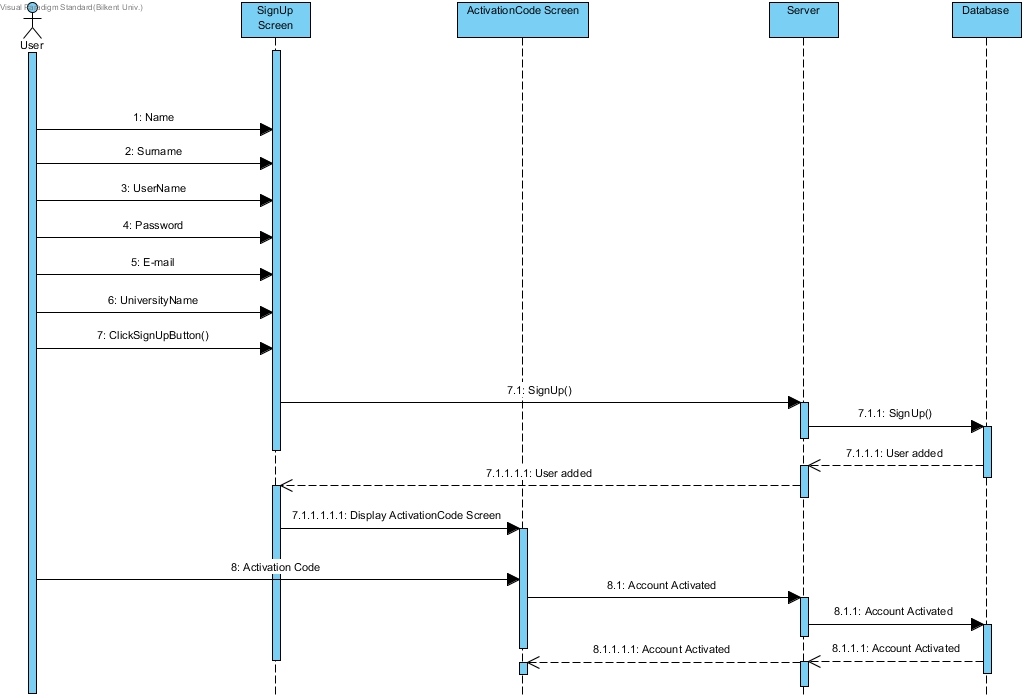 Visual Paradigm Standard(Bilkent Univ.)
SignUp
Screen
ActivationCode Screen
Server
Database
User
1: Name
2: Surname
3: UserName
4: Password
5: E-mail
6: UniversityName
7: ClickSignUpButton()
7.1: SignUp()
7.1.1: SignUp()
7.1.1.1: User added
7.1.1.1.1: User added
7.1.1.1.1.1: Display ActivationCode Screen
8: Activation Code
8.1: Account Activated
8.1.1: Account Activated
8.1.1.1: Account Activated
8.1.1.1.1: Account Activated